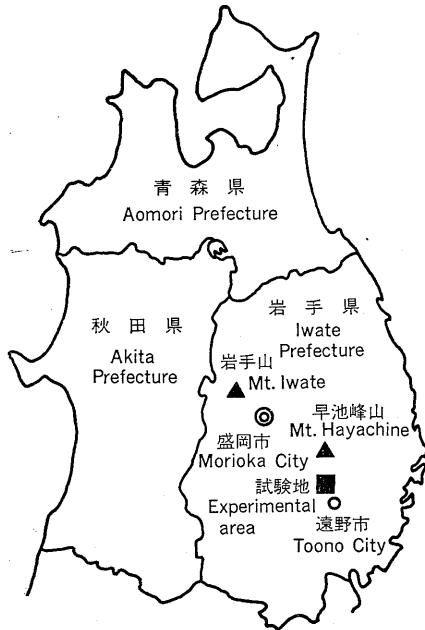 青森県
Aomori Prefecture
秋田県
Akita
Prefecture
岩手県
Iwate
Prefecture
岩手山
Mt. Iwate
早池峰山
Mt. Hayachine
盛岡市
Morioka City
試験地
Experimental
area
遠野市
Toono City